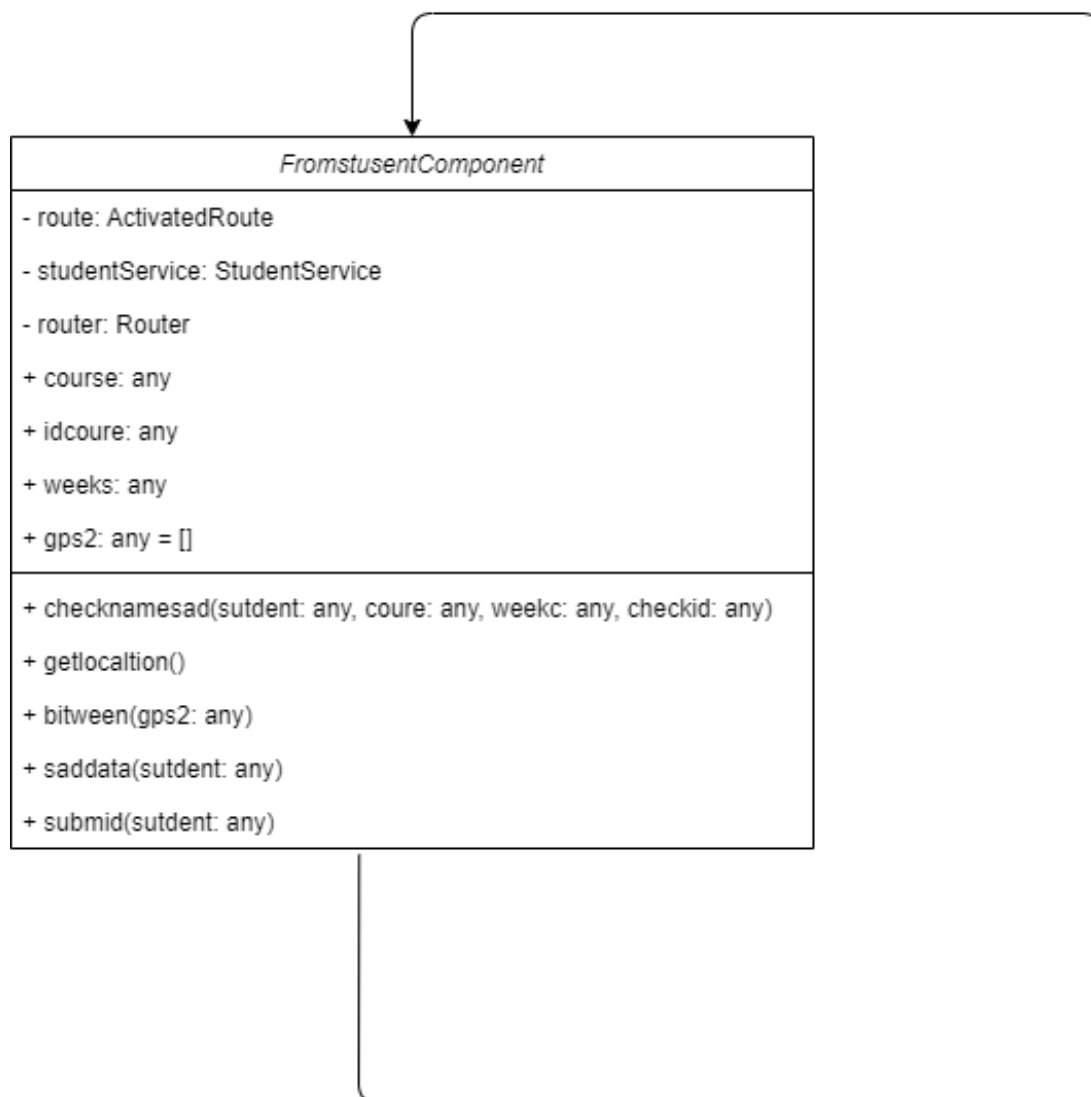 FromstusentComponent
- route: ActivatedRoute
- studentService: StudentService
- router: Router
+ course: any
+ idcoure: any
+ weeks: any
+ gps2: any = []
+ checknamesad(sutdent: any, coure: any, weekc: any, checkid: any)
+ getlocaltion()
+ bitween(gps2: any)
+ saddata(sutdent: any)
+ submid(sutdent: any)